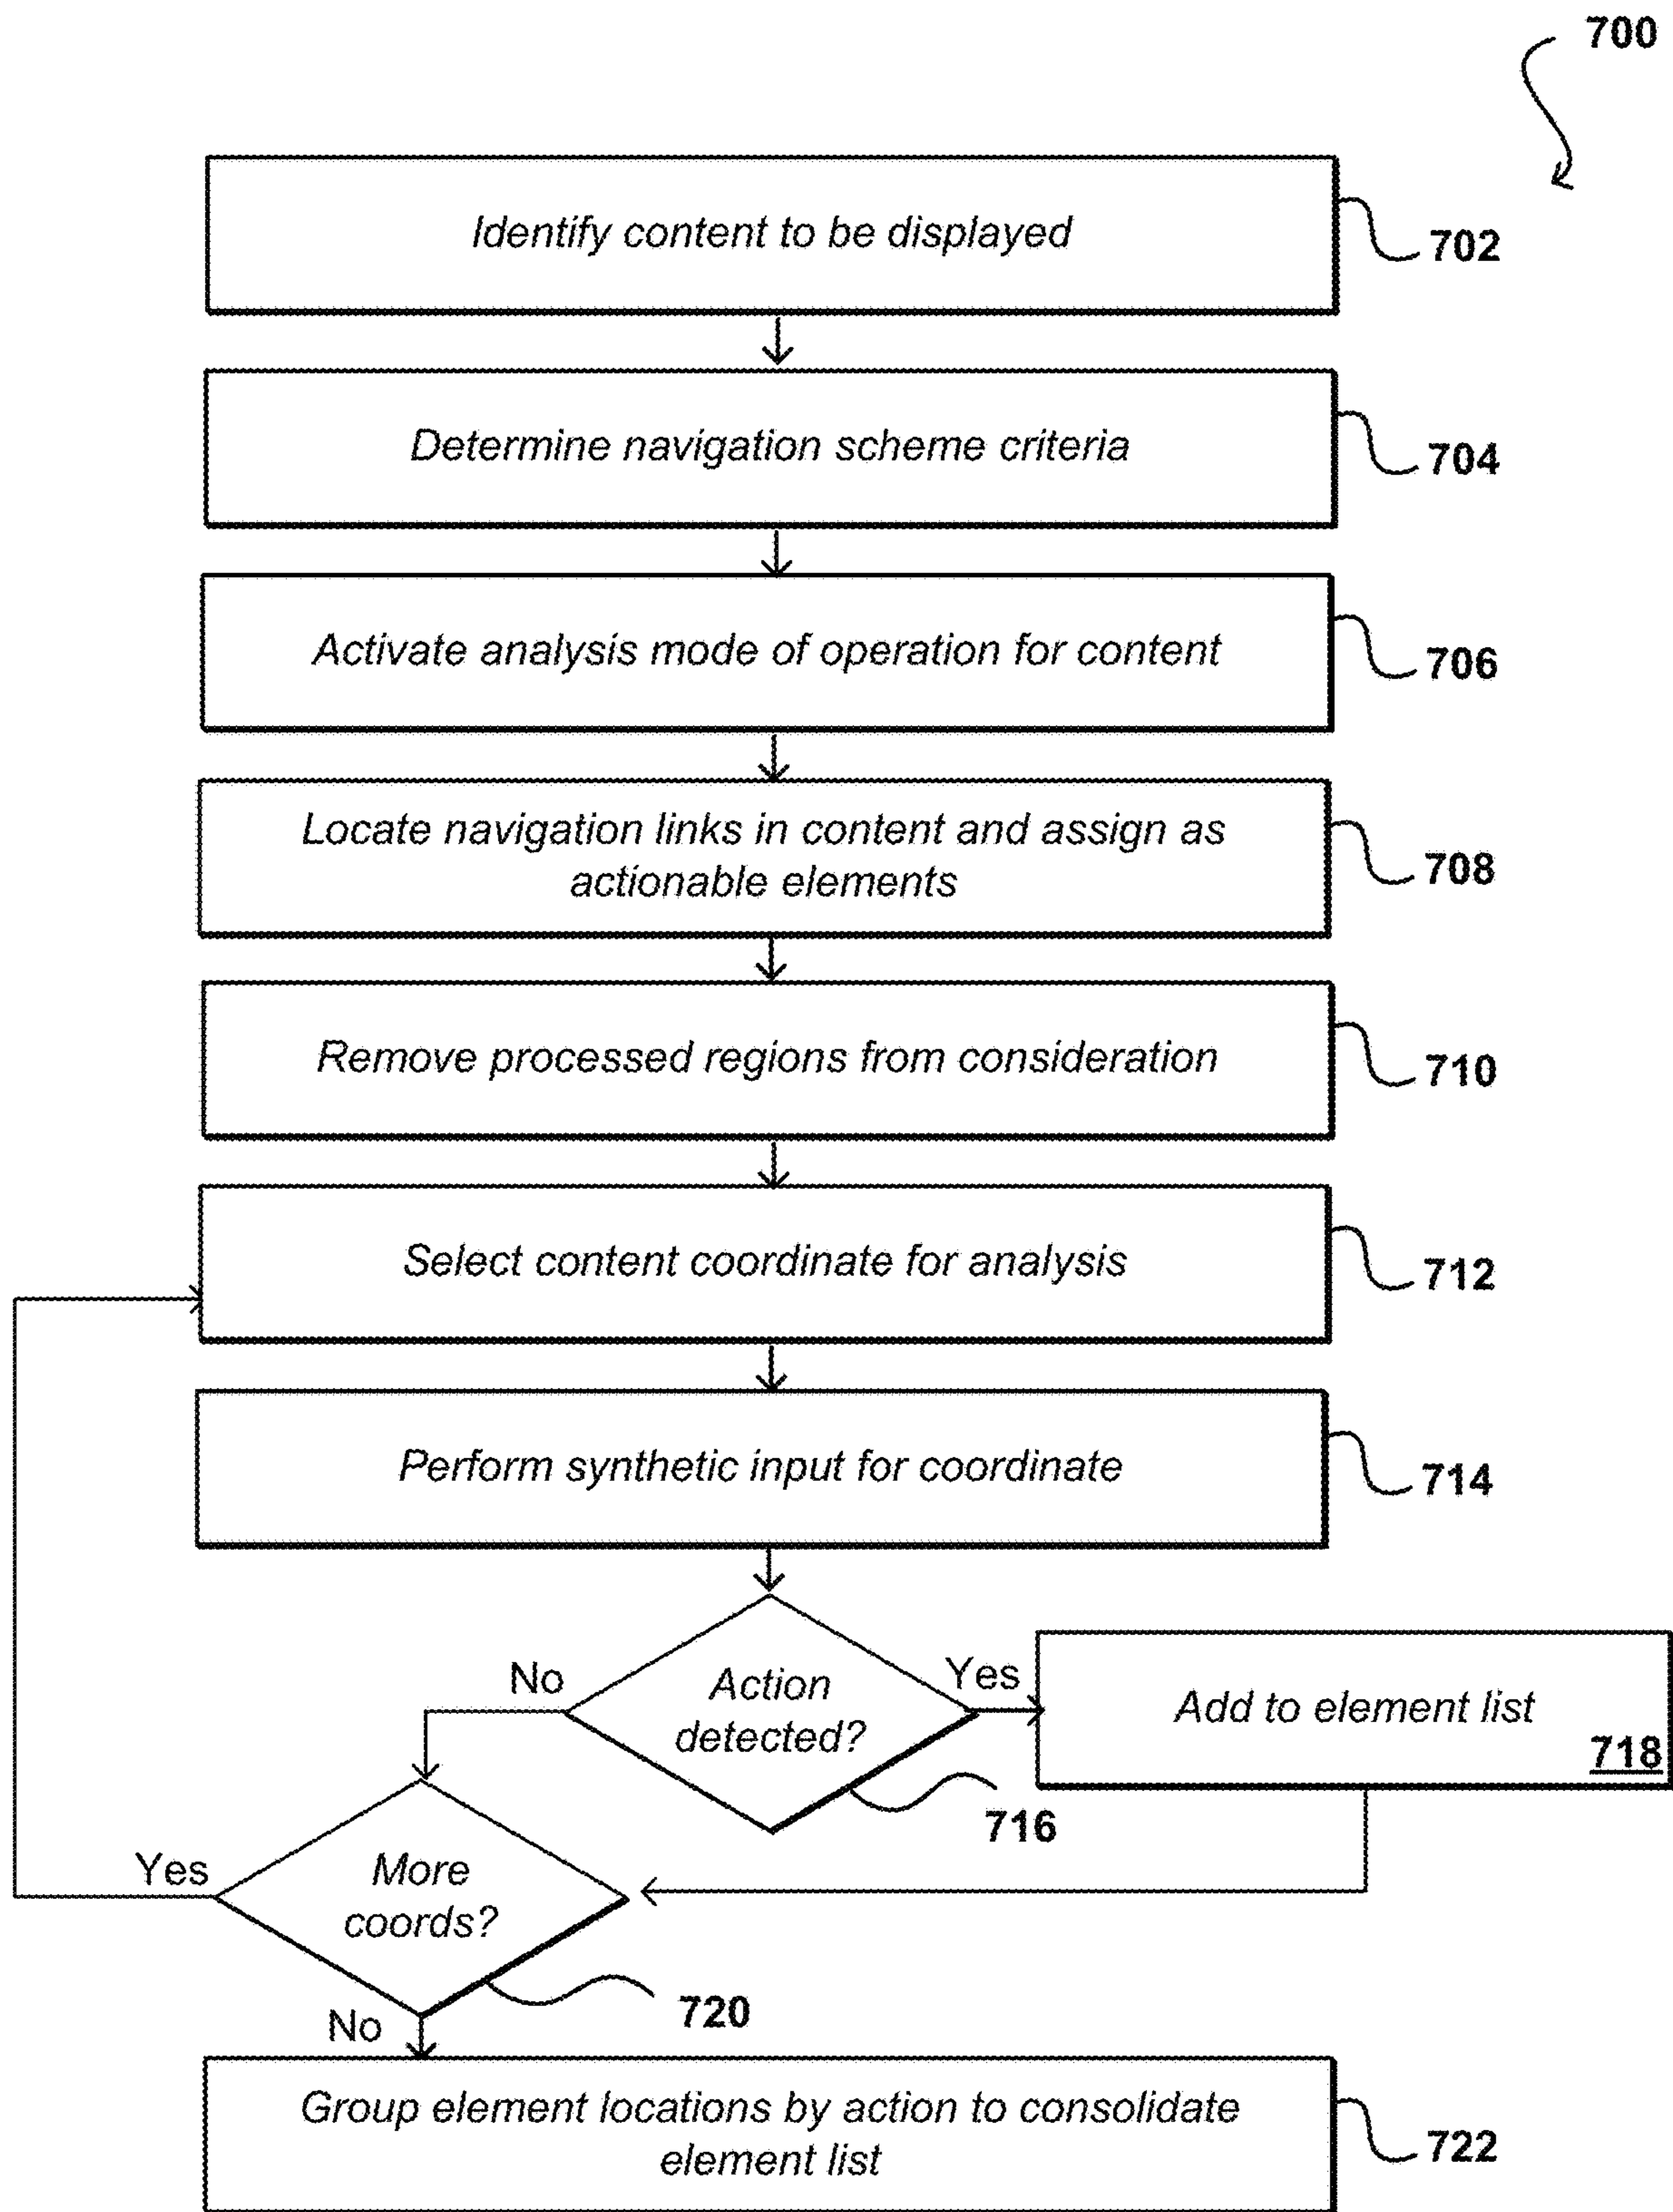 700
Identify content to be displayed
702
Determine navigation scheme criteria
704
Activate analysis mode of operation for content
706
Locate navigation links in content and assign as
actionable elements
708
Remove processed regions from consideration
710
Select content coordinate for analysis
712
Perform synthetic input for coordinate
714
No
Action
detected?
Yes
716
Add to element list
718
Yes
More
coords?
720
No
Group element locations by action to consolidate
element list
722